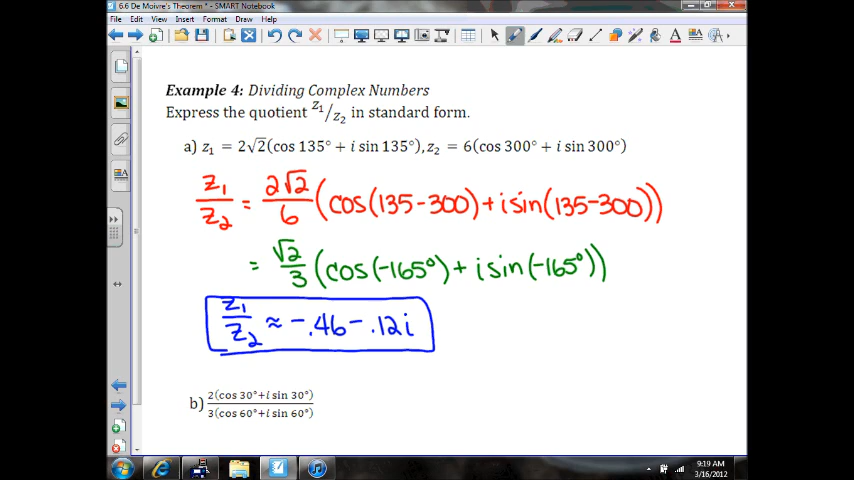 6.6 De Moivre's Theorem * - SMART Notebook
File Edit View Insert Format Draw Help
Example 4: Dividing Complex Numbers
Express the quotient z₁/z₂ in standard form.
a) z₁ = 2√2(cos 135° + i sin 135°), z₂ = 6(cos 300° + i sin 300°)
z₁/z₂ = 2√2/6 (cos(135-300) + i sin(135-300))
= √2/3 (cos(-165°) + i sin(-165°))
z₁/z₂ ≈ -.46 - .12i
b) 2(cos 30°+i sin 30°)/3(cos 60°+i sin 60°)
9:19 AM
3/16/2012